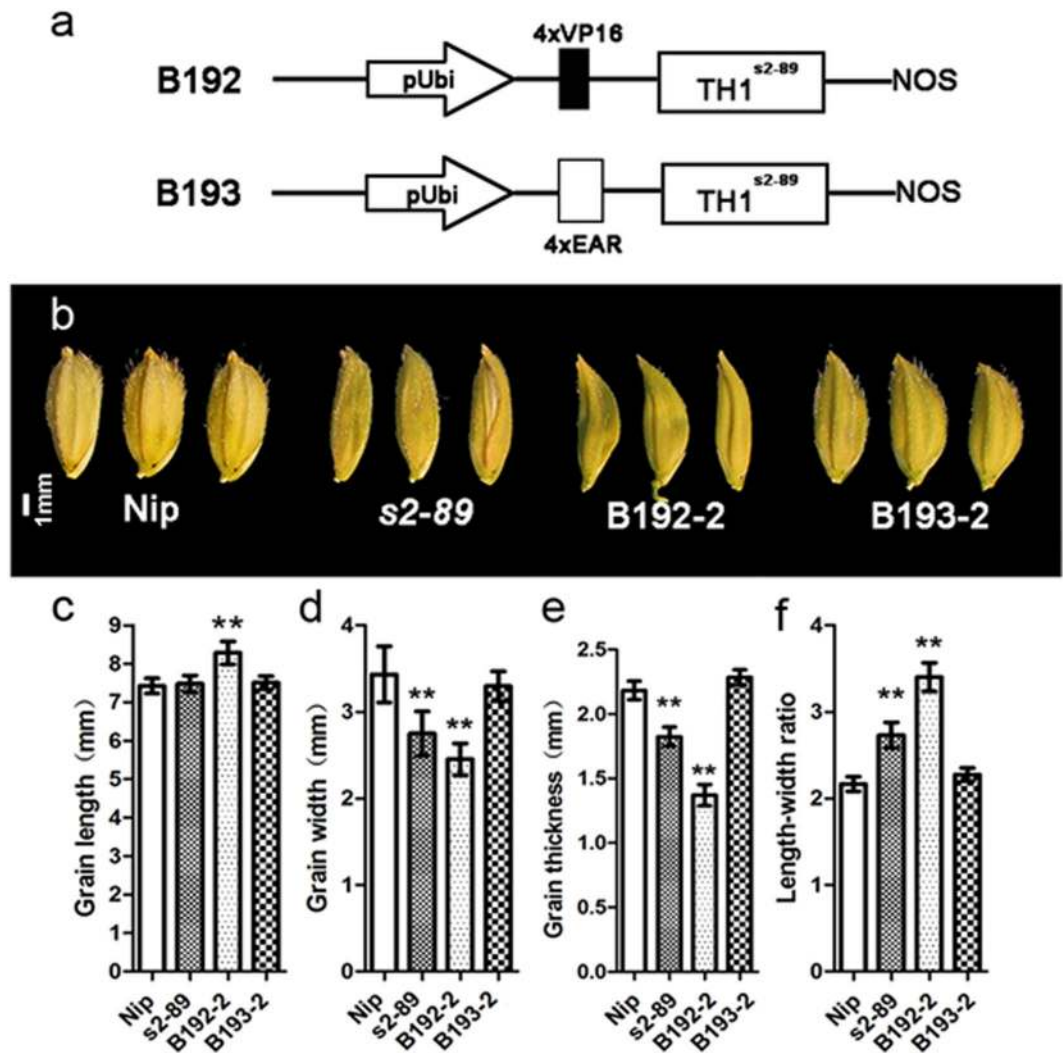 a
4xVP16
B192 pUbi TH1 s2-89 NOS
B193 pUbi TH1 s2-89 NOS
4xEAR
b
1mm
Nip s2-89 B192-2 B193-2
c
Grain length (mm)
9
8
7
6
5
4
3
2
1
0
**
Nip
s2-89
B192-2
B193-2
d
Grain width (mm)
4
3
2
1
0
**
**
Nip
s2-89
B192-2
B193-2
e
Grain thickness (mm)
2.5
2.0
1.5
1.0
0.5
0.0
**
**
Nip
s2-89
B192-2
B193-2
f
Length-width ratio
4
3
2
1
0
**
**
Nip
s2-89
B192-2
B193-2